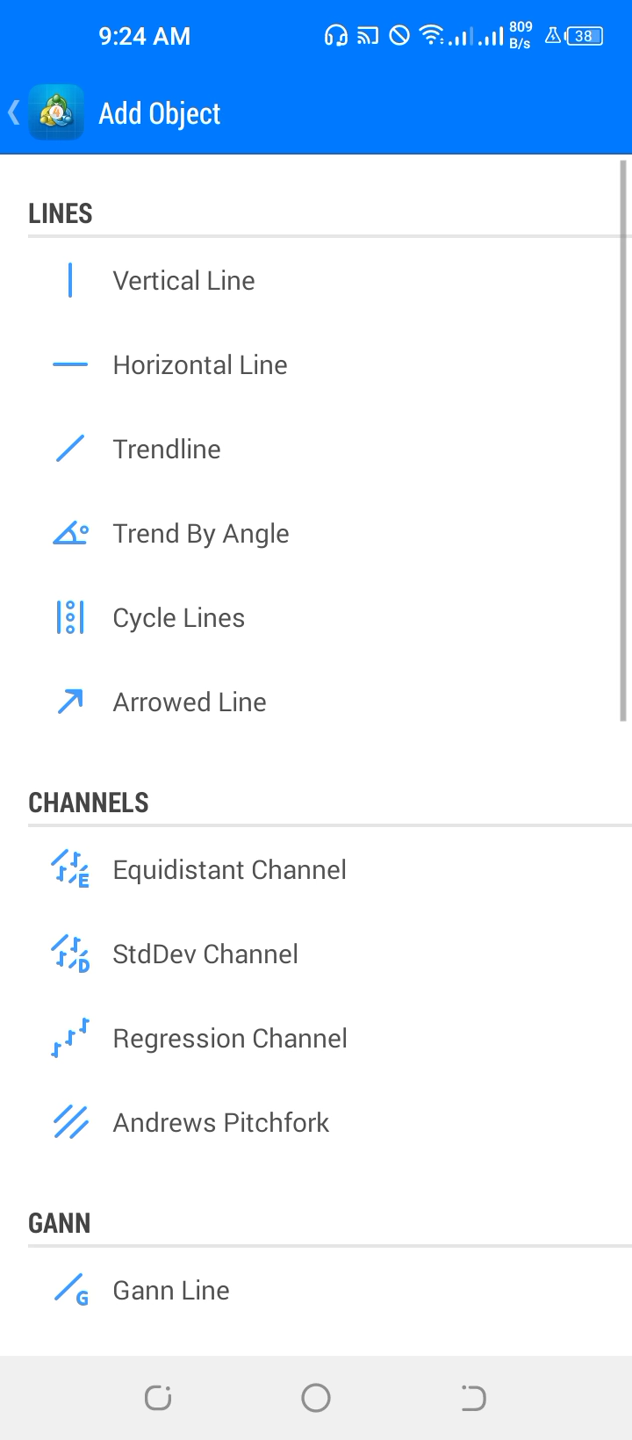 9:24 AM
809
B/s
38
Add Object
LINES
Vertical Line
Horizontal Line
Trendline
Trend By Angle
Cycle Lines
Arrowed Line
CHANNELS
E
Equidistant Channel
D
StdDev Channel
Regression Channel
Andrews Pitchfork
GANN
G
Gann Line